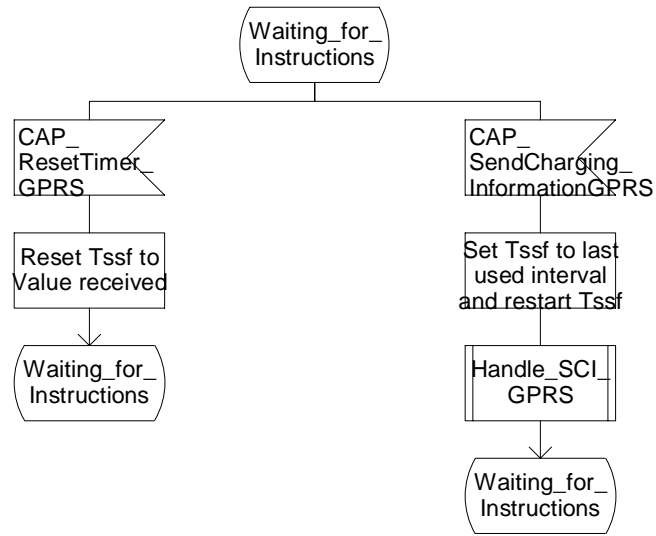 Waiting_for_
Instructions
CAP_
ResetTimer_
GPRS
Reset Tssf to
Value received
Waiting_for_
Instructions
CAP_
SendCharging_
InformationGPRS
Set Tssf to last
used interval
and restart Tssf
Handle_SCI_
GPRS
Waiting_for_
Instructions